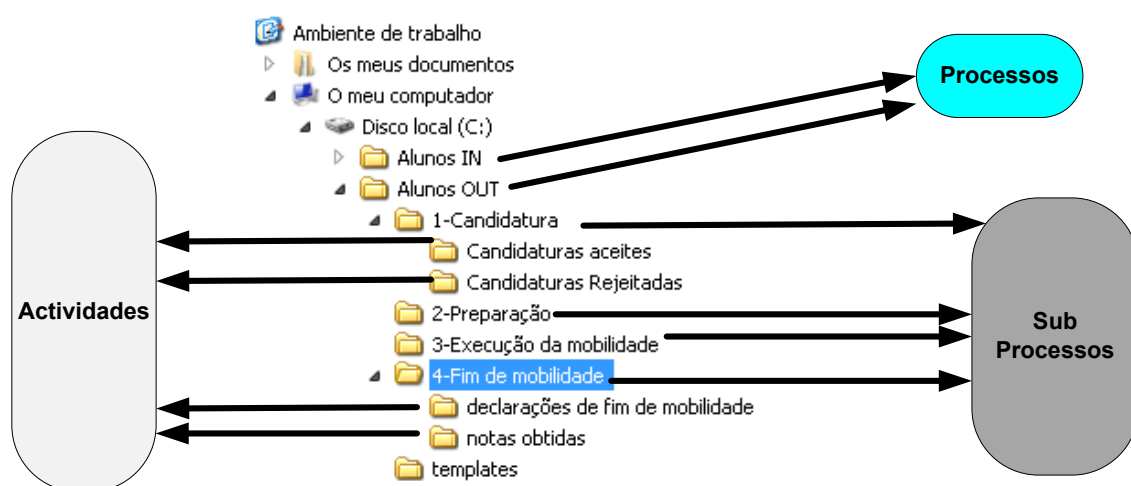 Ambiente de trabalho
Os meus documentos
O meu computador
Disco local (C:)
Alunos IN
Alunos OUT
1-Candidatura
Candidaturas aceites
Candidaturas Rejeitadas
2-Preparação
3-Execução da mobilidade
4-Fim de mobilidade
declarações de fim de mobilidade
notas obtidas
templates
Processos
Actividades
Sub
Processos